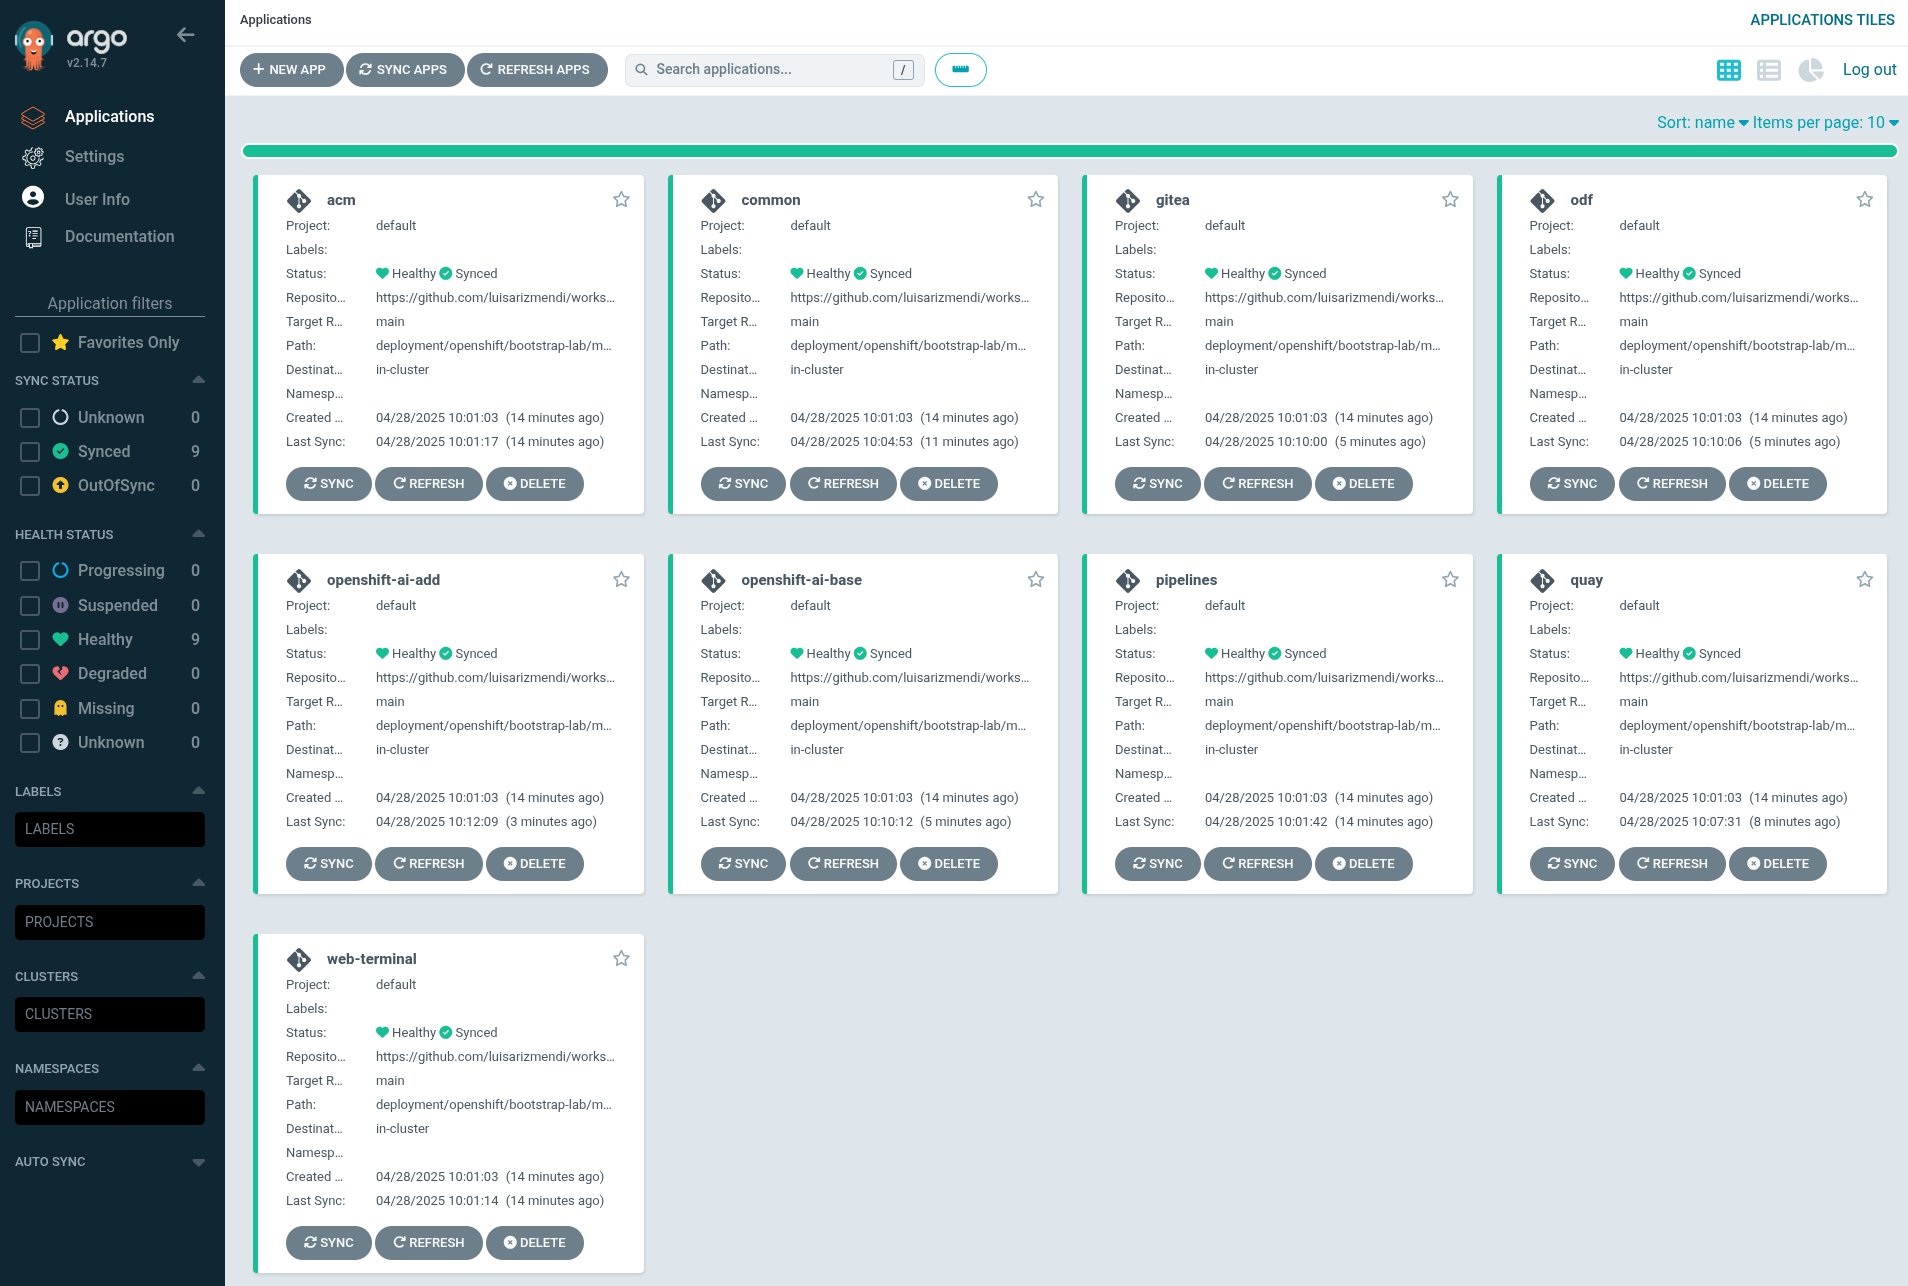 argo
v2.14.7
Applications
Settings
User Info
Documentation
Application filters
Favorites Only
SYNC STATUS
Unknown 0
Synced 9
OutOfSync 0
HEALTH STATUS
Progressing 0
Suspended 0
Healthy 9
Degraded 0
Missing 0
Unknown 0
LABELS
LABELS
PROJECTS
PROJECTS
CLUSTERS
CLUSTERS
NAMESPACES
NAMESPACES
AUTO SYNC
Applications APPLICATIONS TILES
NEW APP SYNC APPS REFRESH APPS Search applications... / Log out
Sort: name Items per page: 10
acm
Project: default
Labels:
Status: Healthy Synced
Reposito... https://github.com/luisarizmendi/works...
Target R... main
Path: deployment/openshift/bootstrap-lab/m...
Destinat... in-cluster
Namesp...
Created ... 04/28/2025 10:01:03 (14 minutes ago)
Last Sync: 04/28/2025 10:01:17 (14 minutes ago)
SYNC REFRESH DELETE
common
Project: default
Labels:
Status: Healthy Synced
Reposito... https://github.com/luisarizmendi/works...
Target R... main
Path: deployment/openshift/bootstrap-lab/m...
Destinat... in-cluster
Namesp...
Created ... 04/28/2025 10:01:03 (14 minutes ago)
Last Sync: 04/28/2025 10:04:53 (11 minutes ago)
SYNC REFRESH DELETE
gitea
Project: default
Labels:
Status: Healthy Synced
Reposito... https://github.com/luisarizmendi/works...
Target R... main
Path: deployment/openshift/bootstrap-lab/m...
Destinat... in-cluster
Namesp...
Created ... 04/28/2025 10:01:03 (14 minutes ago)
Last Sync: 04/28/2025 10:10:00 (5 minutes ago)
SYNC REFRESH DELETE
odf
Project: default
Labels:
Status: Healthy Synced
Reposito... https://github.com/luisarizmendi/works...
Target R... main
Path: deployment/openshift/bootstrap-lab/m...
Destinat... in-cluster
Namesp...
Created ... 04/28/2025 10:01:03 (14 minutes ago)
Last Sync: 04/28/2025 10:10:06 (5 minutes ago)
SYNC REFRESH DELETE
openshift-ai-add
Project: default
Labels:
Status: Healthy Synced
Reposito... https://github.com/luisarizmendi/works...
Target R... main
Path: deployment/openshift/bootstrap-lab/m...
Destinat... in-cluster
Namesp...
Created ... 04/28/2025 10:01:03 (14 minutes ago)
Last Sync: 04/28/2025 10:12:09 (3 minutes ago)
SYNC REFRESH DELETE
openshift-ai-base
Project: default
Labels:
Status: Healthy Synced
Reposito... https://github.com/luisarizmendi/works...
Target R... main
Path: deployment/openshift/bootstrap-lab/m...
Destinat... in-cluster
Namesp...
Created ... 04/28/2025 10:01:03 (14 minutes ago)
Last Sync: 04/28/2025 10:10:12 (5 minutes ago)
SYNC REFRESH DELETE
pipelines
Project: default
Labels:
Status: Healthy Synced
Reposito... https://github.com/luisarizmendi/works...
Target R... main
Path: deployment/openshift/bootstrap-lab/m...
Destinat... in-cluster
Namesp...
Created ... 04/28/2025 10:01:03 (14 minutes ago)
Last Sync: 04/28/2025 10:01:42 (14 minutes ago)
SYNC REFRESH DELETE
quay
Project: default
Labels:
Status: Healthy Synced
Reposito... https://github.com/luisarizmendi/works...
Target R... main
Path: deployment/openshift/bootstrap-lab/m...
Destinat... in-cluster
Namesp...
Created ... 04/28/2025 10:01:03 (14 minutes ago)
Last Sync: 04/28/2025 10:07:31 (8 minutes ago)
SYNC REFRESH DELETE
web-terminal
Project: default
Labels:
Status: Healthy Synced
Reposito... https://github.com/luisarizmendi/works...
Target R... main
Path: deployment/openshift/bootstrap-lab/m...
Destinat... in-cluster
Namesp...
Created ... 04/28/2025 10:01:03 (14 minutes ago)
Last Sync: 04/28/2025 10:01:14 (14 minutes ago)
SYNC REFRESH DELETE